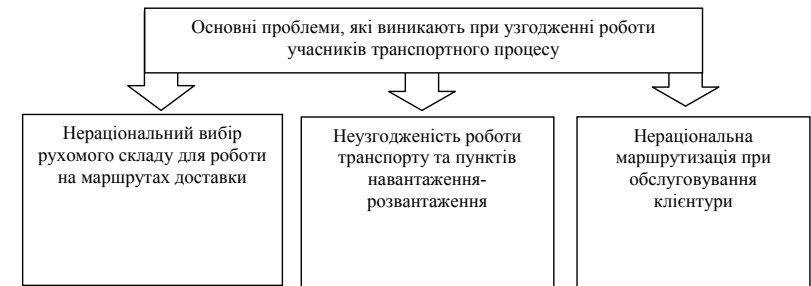 Основні проблеми, які виникають при узгодженні роботи
учасників транспортного процесу
Нераціональний вибір
рухомого складу для роботи
на маршрутах доставки
Неузгодженість роботи
транспорту та пунктів
навантаження-
розвантаження
Нераціональна
маршрутизація при
обслуговування
клієнтури